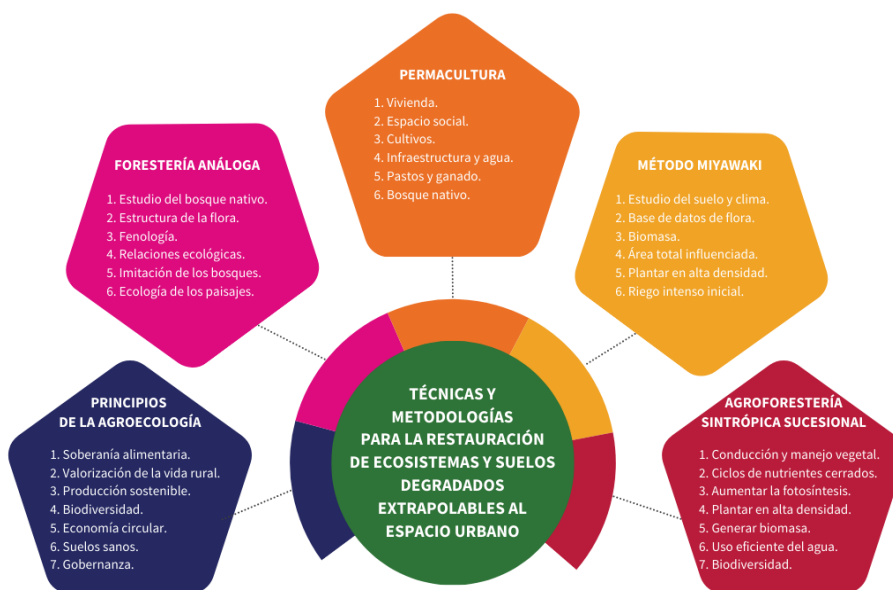 PERMACULTURA
1. Vivienda.
2. Espacio social.
3. Cultivos.
4. Infraestructura y agua.
5. Pastos y ganado.
6. Bosque nativo.
FORESTERÍA ANÁLOGA
1. Estudio del bosque nativo.
2. Estructura de la flora.
3. Fenología.
4. Relaciones ecológicas.
5. Imitación de los bosques.
6. Ecología de los paisajes.
MÉTODO MIYAWAKI
1. Estudio del suelo y clima.
2. Base de datos de flora.
3. Biomasa.
4. Área total influenciada.
5. Plantar en alta densidad.
6. Riego intenso inicial.
PRINCIPIOS
DE LA AGROECOLOGÍA
1. Soberanía alimentaria.
2. Valorización de la vida rural.
3. Producción sostenible.
4. Biodiversidad.
5. Economía circular.
6. Suelos sanos.
7. Gobernanza.
TÉCNICAS Y
METODOLOGÍAS
PARA LA RESTAURACIÓN
DE ECOSISTEMAS Y SUELOS
DEGRADADOS
EXTRAPOLABLES AL
ESPACIO URBANO
AGROFORESTERÍA
SINTRÓPICA SUCESIONAL
1. Conducción y manejo vegetal.
2. Ciclos de nutrientes cerrados.
3. Aumentar la fotosíntesis.
4. Plantar en alta densidad.
5. Generar biomasa.
6. Uso eficiente del agua.
7. Biodiversidad.